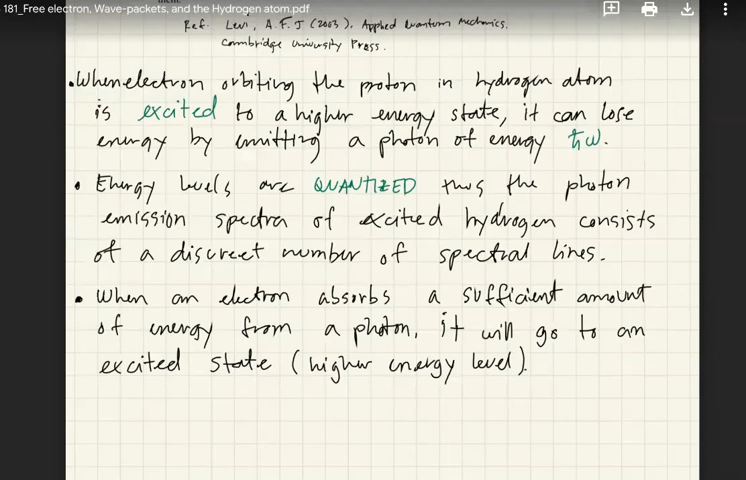 181_Free electron, Wave-packets, and the Hydrogen atom.pdf
Ref. Levi, A.F.J (2003). Applied Quantum Mechanics.
Cambridge University Press.
• When electron orbiting the proton in hydrogen atom
is excited to a higher energy state, it can lose
energy by emitting a photon of energy ħω.
• Energy levels are QUANTIZED thus the photon
emission spectra of excited hydrogen consists
of a discreet number of spectral lines.
• When an electron absorbs a sufficient amount
of energy from a photon, it will go to an
excited state (higher energy level).